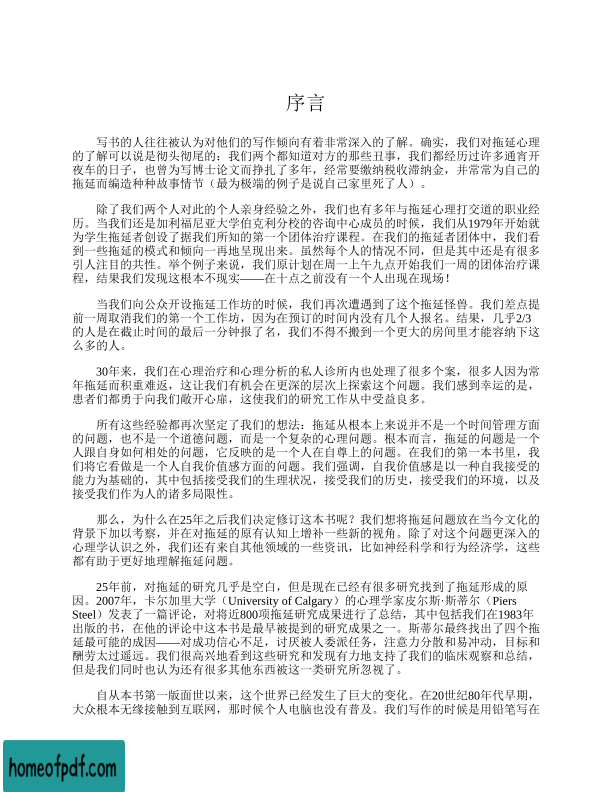 序言
写书的人往往被认为对他们的写作倾向有着非常深入的了解。确实，我们对拖延心理
的了解可以说是彻头彻尾的：我们两个都知道对方的那些丑事，我们都经历过许多通宵开
夜车的日子，也曾为写博士论文而挣扎了多年，经常要缴纳税收滞纳金，并常常为自己的
拖延而编造种种故事情节（最为极端的例子是说自己家里死了人）。
除了我们两个人对此的个人亲身经验之外，我们也有多年与拖延心理打交道的职业经
历。当我们还是加利福尼亚大学伯克利分校的咨询中心成员的时候，我们从1979年开始就
为学生拖延者创设了据我们所知的第一个团体治疗课程。在我们的拖延者团体中，我们看
到一些拖延的模式和倾向一再地呈现出来。虽然每个人的情况不同，但是其中还是有很多
引人注目的共性。举个例子来说，我们原计划在周一上午九点开始我们一周的团体治疗课
程，结果我们发现这根本不现实——在十点之前没有一个人出现在现场！
当我们向公众开设拖延工作坊的时候，我们再次遭遇到了这个拖延怪兽。我们差点提
前一周取消我们的第一个工作坊，因为在预订的时间内没有几个人报名。结果，几乎2/3
的人是在截止时间的最后一分钟报了名，我们不得不搬到一个更大的房间里才能容纳下这
么多的人。
30年来，我们在心理治疗和心理分析的私人诊所内也处理了很多个案，很多人因为常
年拖延而积重难返，这让我们有机会在更深的层次上探索这个问题。我们感到幸运的是，
患者们都勇于向我们敞开心扉，这使我们的研究工作从中受益良多。
所有这些经验都再次坚定了我们的想法：拖延从根本上来说并不是一个时间管理方面
的问题，也不是一个道德问题，而是一个复杂的心理问题。根本而言，拖延的问题是一个
人跟自身如何相处的问题，它反映的是一个人在自尊上的问题。在我们的第一本书里，我
们将它看做是一个人自我价值感方面的问题。我们强调，自我价值感是以一种自我接受的
能力为基础的，其中包括接受我们的生理状况，接受我们的历史，接受我们的环境，以及
接受我们作为人的诸多局限性。
那么，为什么在25年之后我们决定修订这本书呢？我们想将拖延问题放在当今文化的
背景下加以考察，并在对拖延的原有认知上增补一些新的视角。除了对这个问题更深入的
心理学认识之外，我们还有来自其他领域的一些资讯，比如神经科学和行为经济学，这些
都有助于更好地理解拖延问题。
25年前，对拖延的研究几乎是空白，但是现在已经有很多研究找到了拖延形成的原
因。2007年，卡尔加里大学（University of Calgary）的心理学家皮尔斯·斯蒂尔（Piers
Steel）发表了一篇评论，对将近800项拖延研究成果进行了总结，其中包括我们在1983年
出版的书，在他的评论中这本书是最早被提到的研究成果之一。斯蒂尔最终找出了四个拖
延最可能的成因——对成功信心不足，讨厌被人委派任务，注意力分散和易冲动，目标和
酬劳太过遥远。我们很高兴地看到这些研究和发现有力地支持了我们的临床观察和总结，
但是我们同时也认为还有很多其他东西被这一类研究所忽视了。
自从本书第一版面世以来，这个世界已经发生了巨大的变化。在20世纪80年代早期，
大众根本无缘接触到互联网，那时候个人电脑也没有普及。我们写作的时候是用铅笔写在
homeofpdf.com